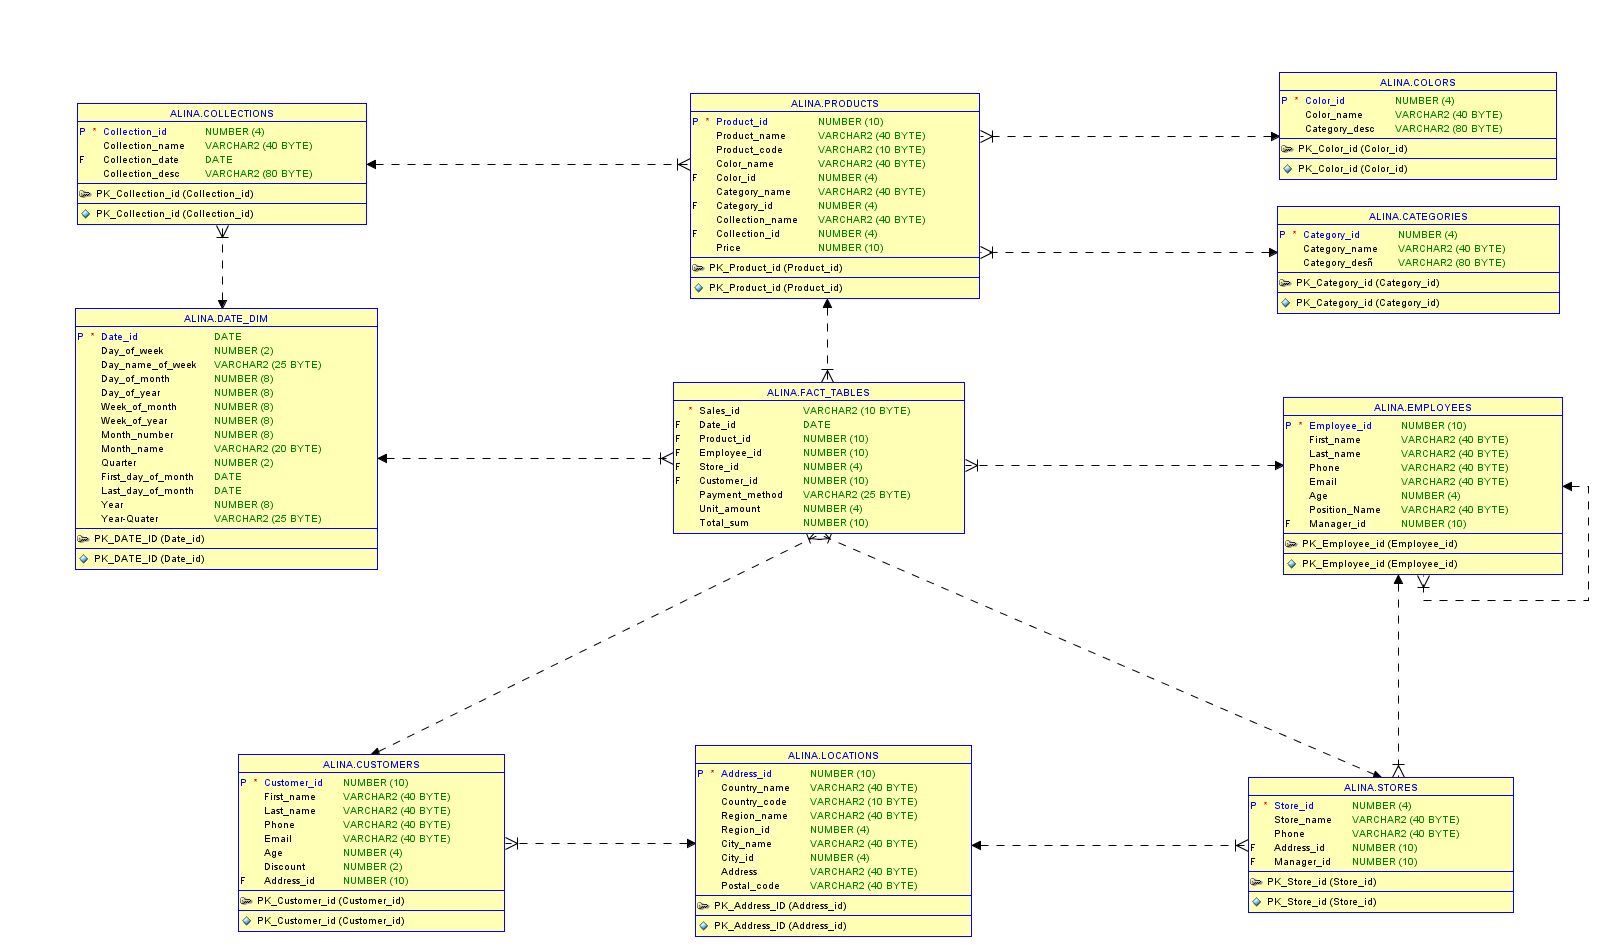 ALINA.COLLECTIONS
P * Collection_id NUMBER (4)
Collection_name VARCHAR2 (40 BYTE)
F Collection_date DATE
Collection_desc VARCHAR2 (80 BYTE)
PK_Collection_id (Collection_id)
PK_Collection_id (Collection_id)
ALINA.PRODUCTS
P * Product_id NUMBER (10)
Product_name VARCHAR2 (40 BYTE)
Product_code VARCHAR2 (10 BYTE)
Color_name VARCHAR2 (40 BYTE)
F Color_id NUMBER (4)
Category_name VARCHAR2 (40 BYTE)
F Category_id NUMBER (4)
Collection_name VARCHAR2 (40 BYTE)
F Collection_id NUMBER (4)
Price NUMBER (10)
PK_Product_id (Product_id)
PK_Product_id (Product_id)
ALINA.COLORS
P * Color_id NUMBER (4)
Color_name VARCHAR2 (40 BYTE)
Category_desc VARCHAR2 (80 BYTE)
PK_Color_id (Color_id)
PK_Color_id (Color_id)
ALINA.CATEGORIES
P * Category_id NUMBER (4)
Category_name VARCHAR2 (40 BYTE)
Category_desñ VARCHAR2 (80 BYTE)
PK_Category_id (Category_id)
PK_Category_id (Category_id)
ALINA.DATE_DIM
P * Date_id DATE
Day_of_week NUMBER (2)
Day_name_of_week VARCHAR2 (25 BYTE)
Day_of_month NUMBER (8)
Day_of_year NUMBER (8)
Week_of_month NUMBER (8)
Week_of_year NUMBER (8)
Month_number NUMBER (8)
Month_name VARCHAR2 (20 BYTE)
Quarter NUMBER (2)
First_day_of_month DATE
Last_day_of_month DATE
Year NUMBER (8)
Year-Quater VARCHAR2 (25 BYTE)
PK_DATE_ID (Date_id)
PK_DATE_ID (Date_id)
ALINA.FACT_TABLES
* Sales_id VARCHAR2 (10 BYTE)
F Date_id DATE
F Product_id NUMBER (10)
F Employee_id NUMBER (10)
F Store_id NUMBER (4)
F Customer_id NUMBER (10)
Payment_method VARCHAR2 (25 BYTE)
Unit_amount NUMBER (4)
Total_sum NUMBER (10)
ALINA.EMPLOYEES
P * Employee_id NUMBER (10)
First_name VARCHAR2 (40 BYTE)
Last_name VARCHAR2 (40 BYTE)
Phone VARCHAR2 (40 BYTE)
Email VARCHAR2 (40 BYTE)
Age NUMBER (4)
Position_Name VARCHAR2 (40 BYTE)
F Manager_id NUMBER (10)
PK_Employee_id (Employee_id)
PK_Employee_id (Employee_id)
ALINA.CUSTOMERS
P * Customer_id NUMBER (10)
First_name VARCHAR2 (40 BYTE)
Last_name VARCHAR2 (40 BYTE)
Phone VARCHAR2 (40 BYTE)
Email VARCHAR2 (40 BYTE)
Age NUMBER (4)
Discount NUMBER (2)
F Address_id NUMBER (10)
PK_Customer_id (Customer_id)
PK_Customer_id (Customer_id)
ALINA.LOCATIONS
P * Address_id NUMBER (10)
Country_name VARCHAR2 (40 BYTE)
Country_code VARCHAR2 (10 BYTE)
Region_name VARCHAR2 (40 BYTE)
Region_id NUMBER (4)
City_name VARCHAR2 (40 BYTE)
City_id NUMBER (4)
Address VARCHAR2 (40 BYTE)
Postal_code VARCHAR2 (40 BYTE)
PK_Address_ID (Address_id)
PK_Address_ID (Address_id)
ALINA.STORES
P * Store_id NUMBER (4)
Store_name VARCHAR2 (40 BYTE)
Phone VARCHAR2 (40 BYTE)
F Address_id NUMBER (10)
F Manager_id NUMBER (10)
PK_Store_id (Store_id)
PK_Store_id (Store_id)